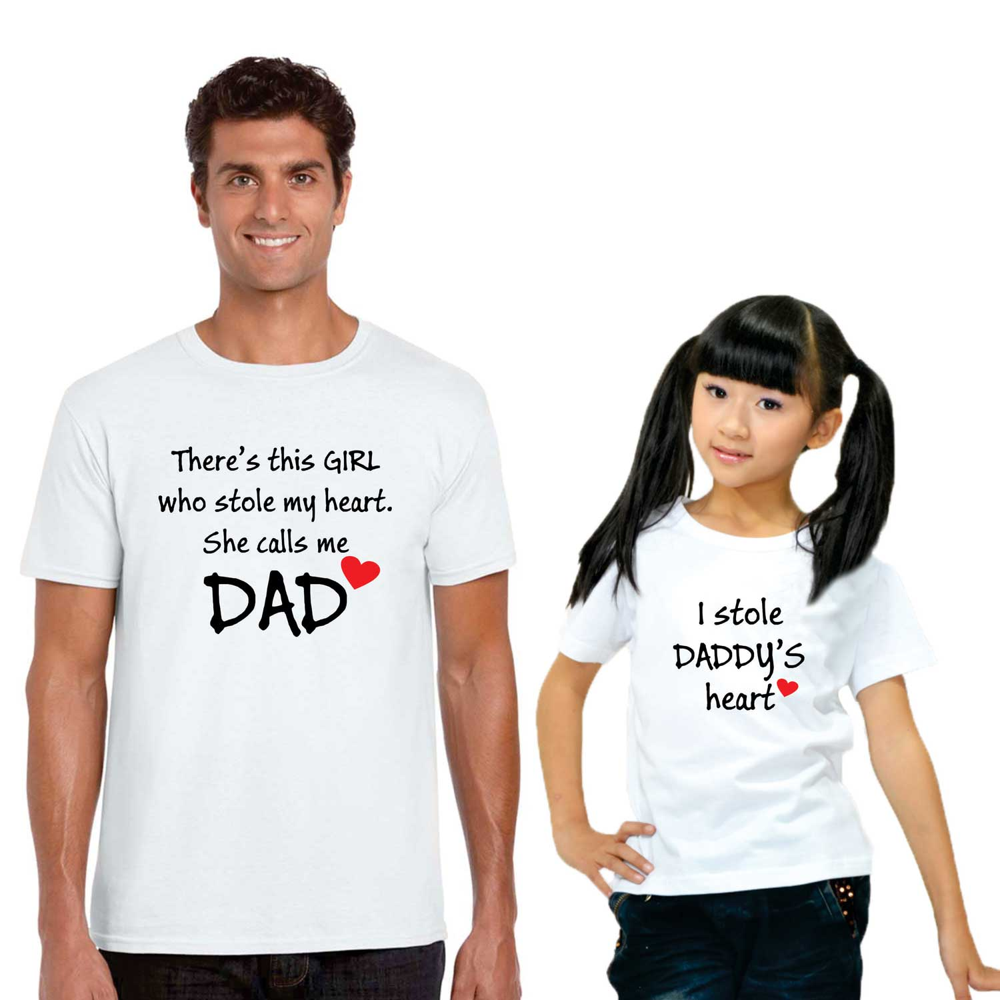 There's this GIRL
who stole my heart.
She calls me
DAD
I stole
DADDY'S
heart